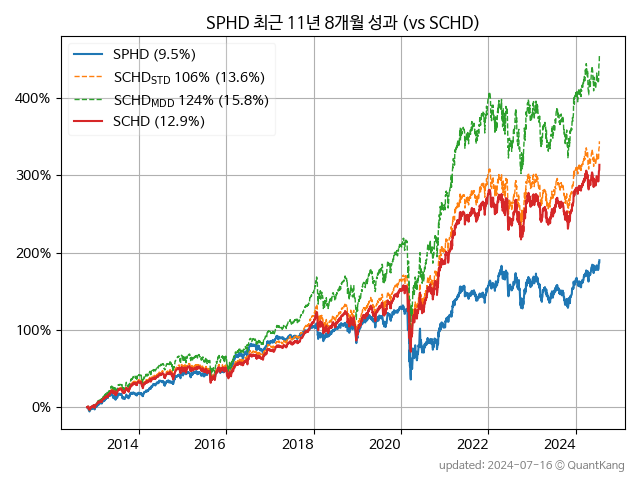 SPHD 최근 11년 8개월 성과 (vs SCHD)
SPHD (9.5%)
SCHD_STD 106% (13.6%)
SCHD_MDD 124% (15.8%)
SCHD (12.9%)
400%
300%
200%
100%
0%
2014 2016 2018 2020 2022 2024
updated: 2024-07-16 © QuantKang